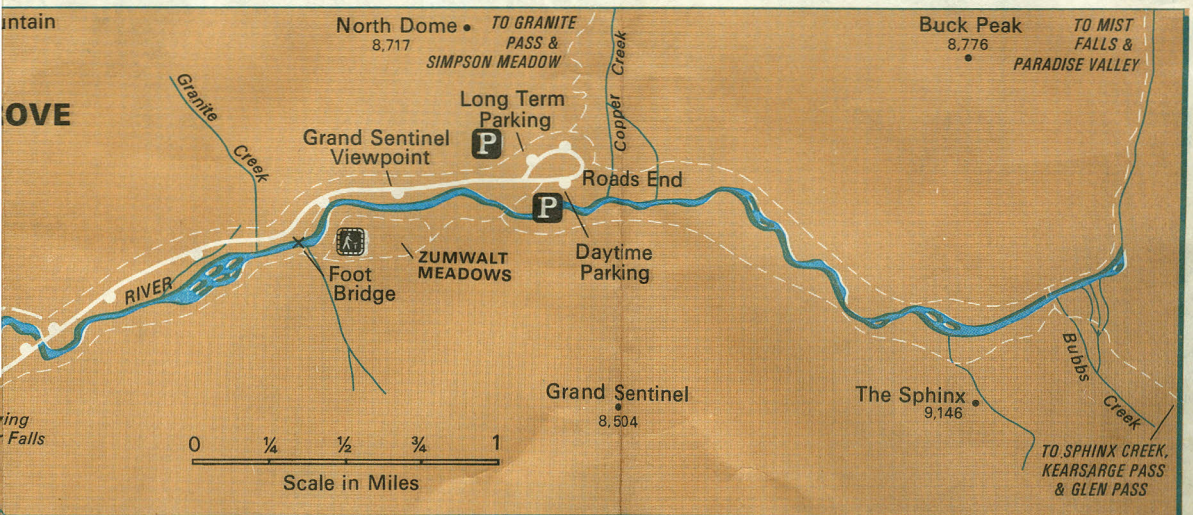 untain
North Dome
8,717
TO GRANITE
PASS &
SIMPSON MEADOW
Copper Creek
Buck Peak
8,776
TO MIST
FALLS &
PARADISE VALLEY
OVE
Granite Creek
Long Term
Parking
P
Grand Sentinel
Viewpoint
Roads End
P
Daytime
Parking
ZUMWALT
MEADOWS
Foot
Bridge
RIVER
Bubbs Creek
Grand Sentinel
8,504
The Sphinx
9,146
TO SPHINX CREEK,
KEARSARGE PASS
& GLEN PASS
ring
r Falls
0 ¼ ½ ¾ 1
Scale in Miles